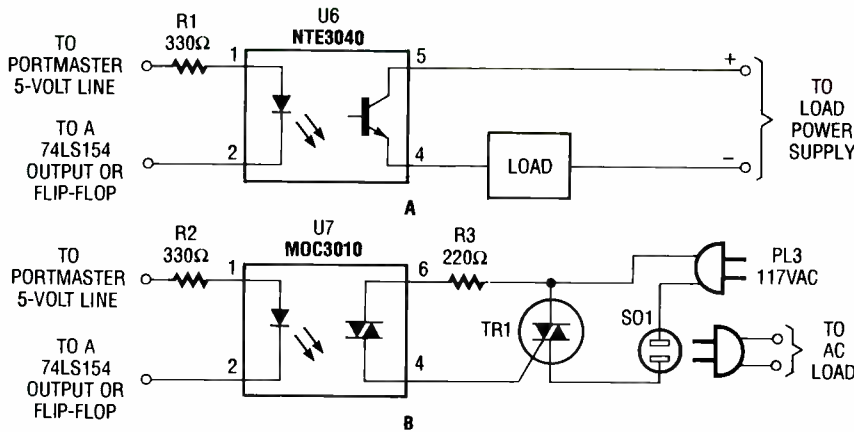 R1
330Ω
U6
NTE3040
TO
PORTMASTER
5-VOLT LINE
1
5
+
TO A
74LS154
OUTPUT OR
FLIP-FLOP
2
4
LOAD
–
TO
LOAD
POWER
SUPPLY
A
R2
330Ω
U7
MOC3010
R3
220Ω
TO
PORTMASTER
5-VOLT LINE
1
6
PL3
117VAC
TR1
SO1
TO A
74LS154
OUTPUT OR
FLIP-FLOP
2
4
TO
AC
LOAD
B